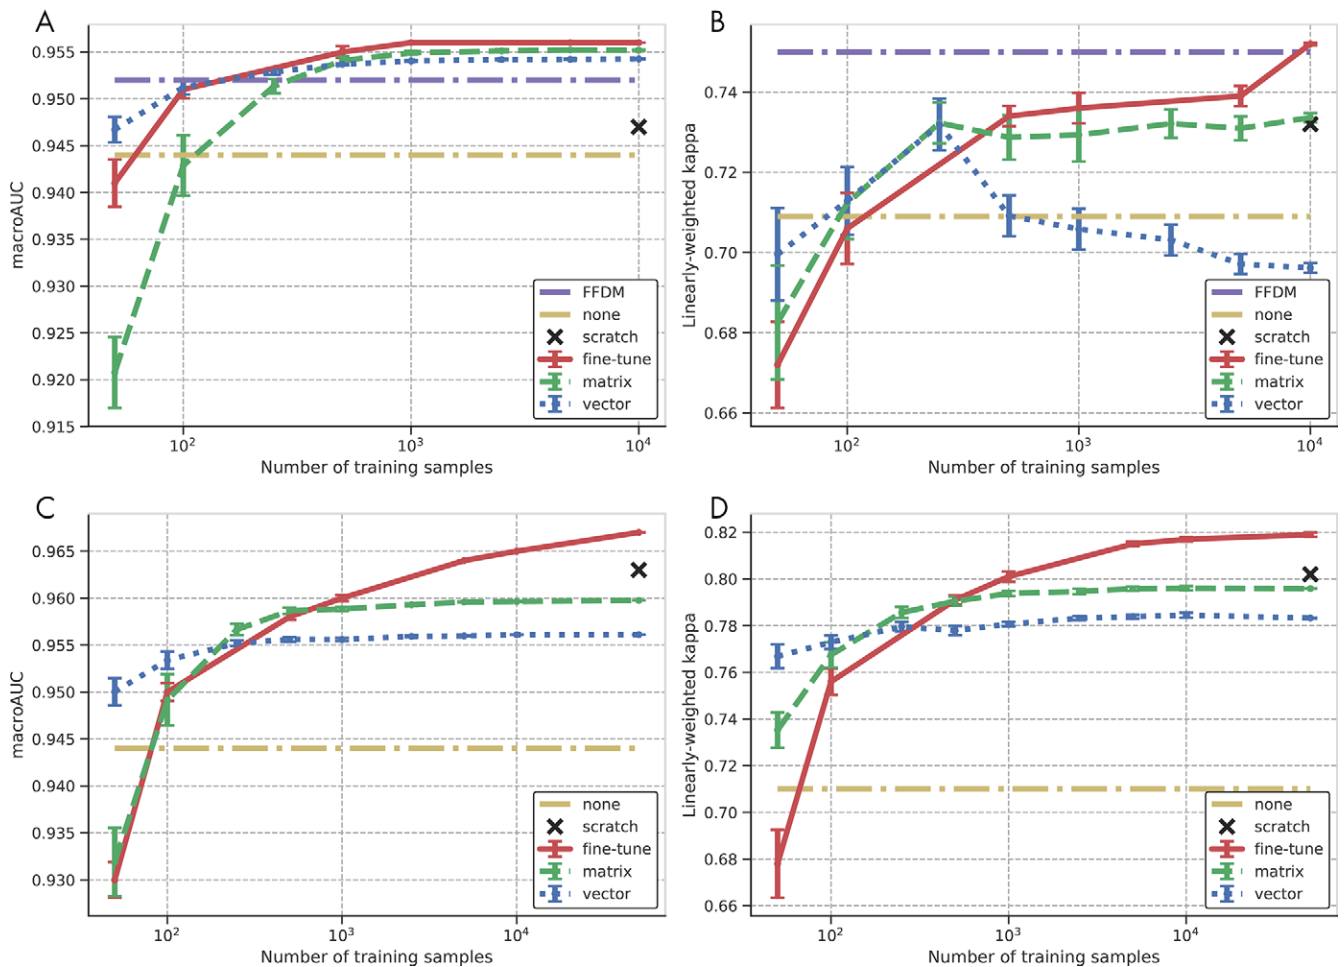 A
macroAUC
0.955
0.950
0.945
0.940
0.935
0.930
0.925
0.920
0.915
10²
10³
10⁴
Number of training samples
FFDM
none
scratch
fine-tune
matrix
vector
B
Linearly-weighted kappa
0.74
0.72
0.70
0.68
0.66
10²
10³
10⁴
Number of training samples
FFDM
none
scratch
fine-tune
matrix
vector
C
macroAUC
0.965
0.960
0.955
0.950
0.945
0.940
0.935
0.930
10²
10³
10⁴
Number of training samples
none
scratch
fine-tune
matrix
vector
D
Linearly-weighted kappa
0.82
0.80
0.78
0.76
0.74
0.72
0.70
0.68
0.66
10²
10³
10⁴
Number of training samples
none
scratch
fine-tune
matrix
vector